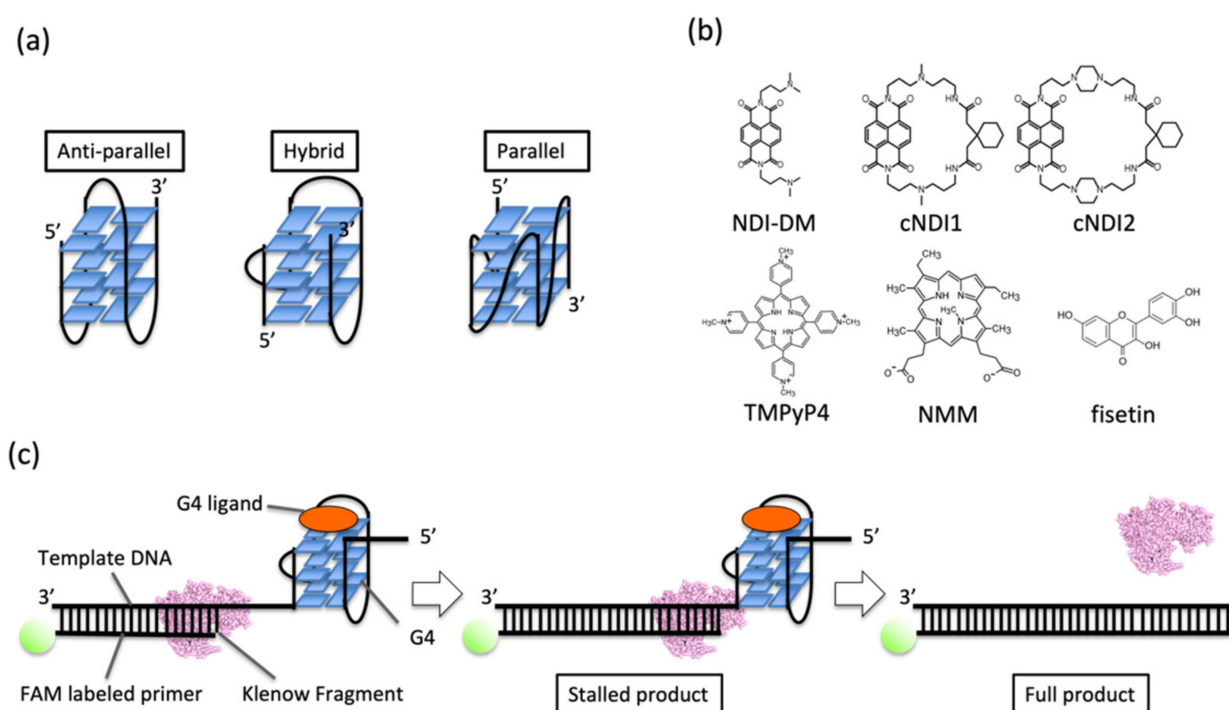 (a)
Anti-parallel
Hybrid
Parallel
5’
3’
3’
5’
5’
3’
(b)
NDI-DM
cNDI1
cNDI2
TMPyP4
NMM
fisetin
(c)
G4 ligand
Template DNA
3’
5’
G4
FAM labeled primer
Klenow Fragment
3’
5’
Stalled product
3’
Full product